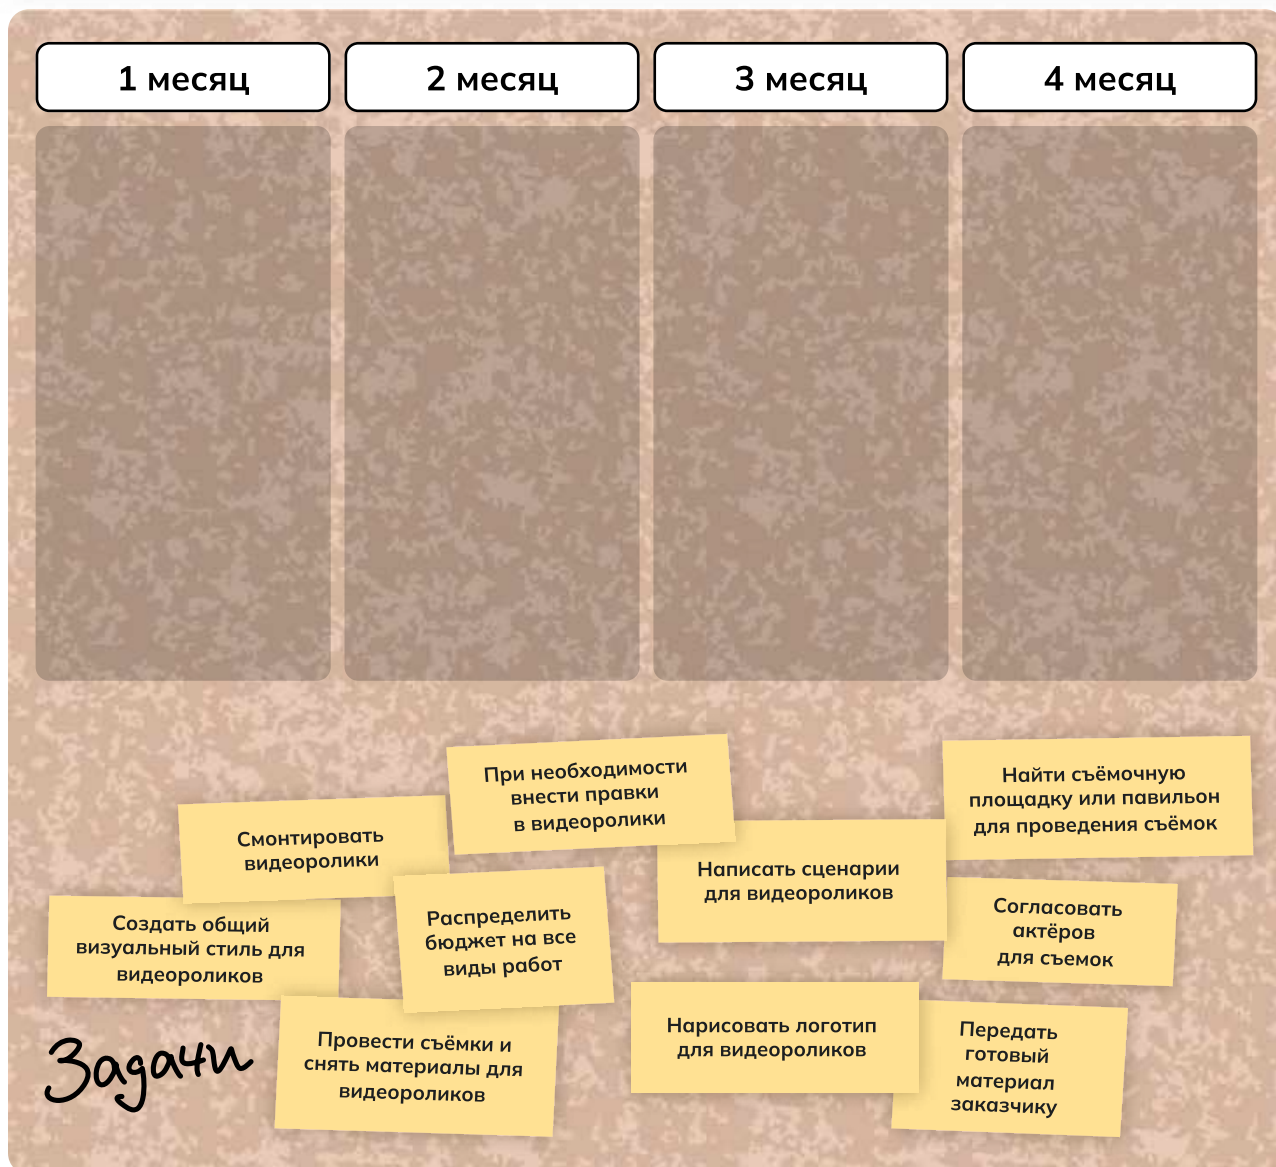 1 месяц
2 месяц
3 месяц
4 месяц
При необходимости
внести правки
в видеоролики
Найти съёмочную
площадку или павильон
для проведения съёмок
Смонтировать
видеоролики
Написать сценарии
для видеороликов
Создать общий
визуальный стиль для
видеороликов
Распределить
бюджет на все
виды работ
Согласовать
актёров
для съемок
Провести съёмки и
снять материалы для
видеороликов
Нарисовать логотип
для видеороликов
Передать
готовый
материал
заказчику
Задачи